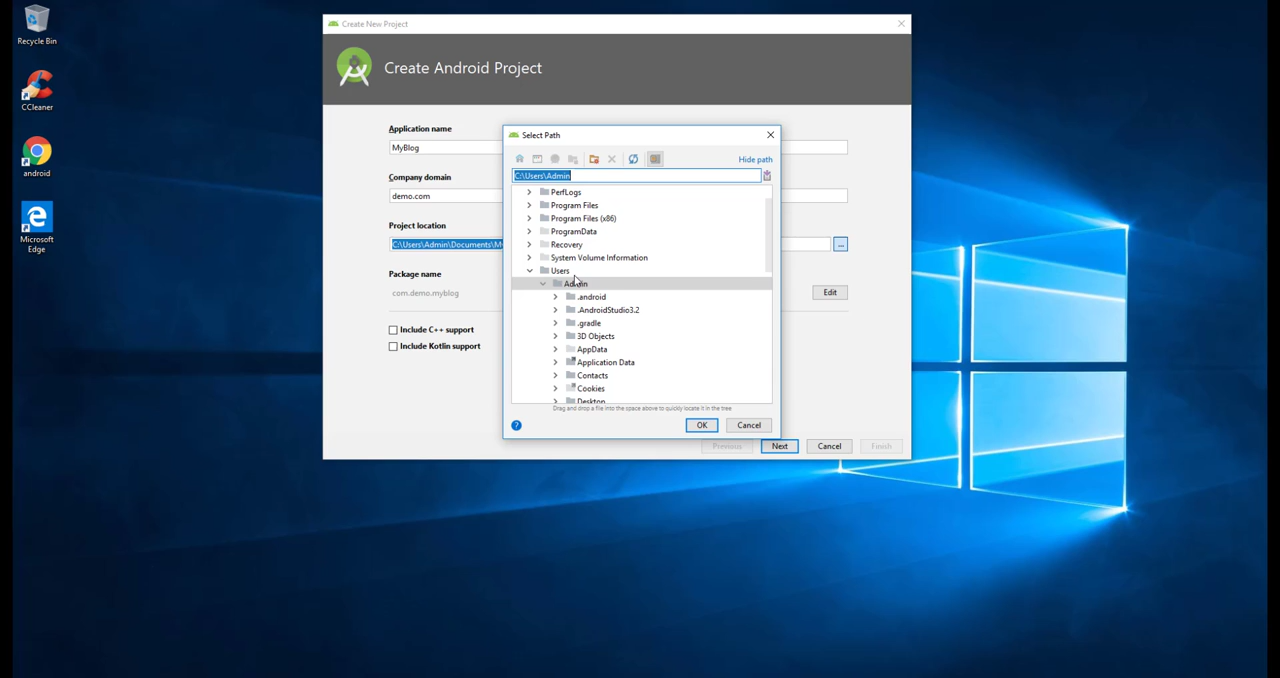 Recycle Bin
CCleaner
android
Microsoft
Edge
Create New Project
Create Android Project
Application name
MyBlog
Company domain
demo.com
Project location
C:\Users\Admin\Documents\M
...
Package name
com.demo.myblog
Edit
Include C++ support
Include Kotlin support
Previous
Next
Cancel
Finish
Select Path
Hide path
C:\Users\Admin
PerfLogs
Program Files
Program Files (x86)
ProgramData
Recovery
System Volume Information
Users
Admin
.android
.AndroidStudio3.2
.gradle
3D Objects
AppData
Application Data
Contacts
Cookies
Desktop
Drag and drop a file into the space above to quickly locate it in the tree
?
OK
Cancel